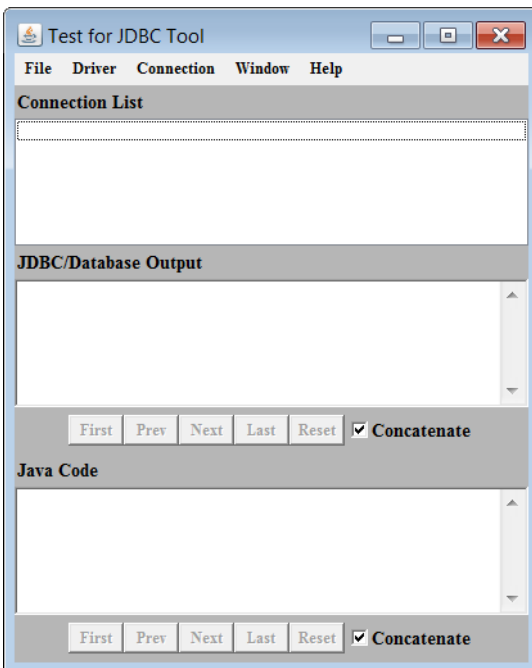 Test for JDBC Tool
File Driver Connection Window Help
Connection List
JDBC/Database Output
First Prev Next Last Reset Concatenate
Java Code
First Prev Next Last Reset Concatenate